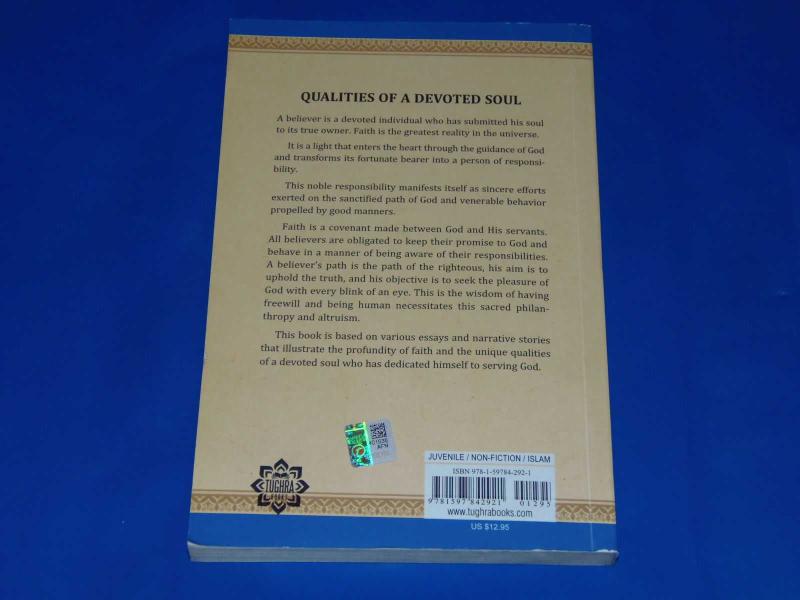 QUALITIES OF A DEVOTED SOUL
A believer is a devoted individual who has submitted his soul
to its true owner. Faith is the greatest reality in the universe.
It is a light that enters the heart through the guidance of God
and transforms its fortunate bearer into a person of responsi-
bility.
This noble responsibility manifests itself as sincere efforts
exerted on the sanctified path of God and venerable behavior
propelled by good manners.
Faith is a covenant made between God and His servants.
All believers are obligated to keep their promise to God and
behave in a manner of being aware of their responsibilities.
A believer's path is the path of the righteous, his aim is to
uphold the truth, and his objective is to seek the pleasure of
God with every blink of an eye. This is the wisdom of having
freewill and being human necessitates this sacred philan-
thropy and altruism.
This book is based on various essays and narrative stories
that illustrate the profundity of faith and the unique qualities
of a devoted soul who has dedicated himself to serving God.
AFN
TUGHRA
BOOKS
JUVENILE / NON-FICTION / ISLAM
ISBN 978-1-59784-292-1
9 781597 842921
01295
www.tughrabooks.com
US $12.95